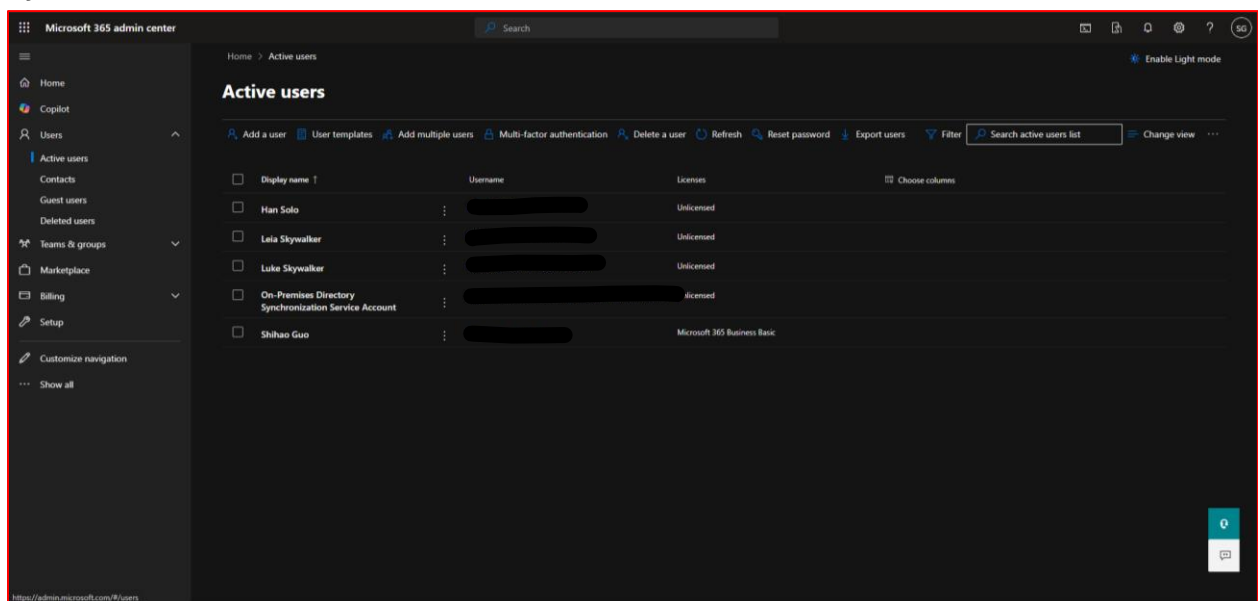 Microsoft 365 admin center
Search
SG
Home > Active users
Enable Light mode
Home
Copilot
Users
Active users
Contacts
Guest users
Deleted users
Teams & groups
Marketplace
Billing
Setup
Customize navigation
Show all
Active users
Add a user User templates Add multiple users Multi-factor authentication Delete a user Refresh Reset password Export users Filter Search active users list Change view
Display name ↑ Username Licenses Choose columns
Han Solo Unlicensed
Leia Skywalker Unlicensed
Luke Skywalker Unlicensed
On-Premises Directory
Synchronization Service Account
Shihao Guo Microsoft 365 Business Basic
https://admin.microsoft.com/#/users